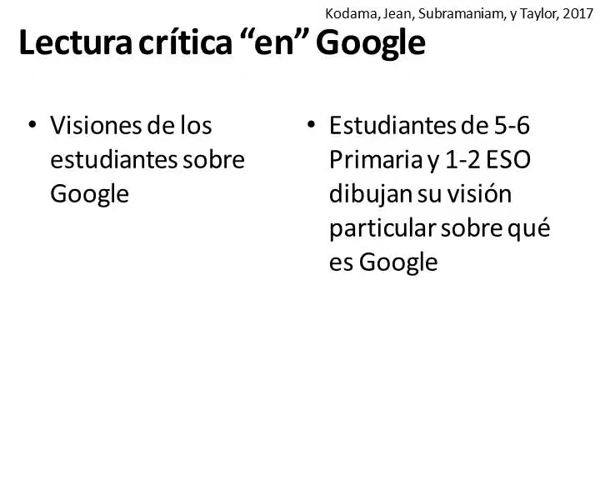 Kodama, Jean, Subramaniam, y Taylor, 2017
Lectura crítica “en” Google
• Visiones de los
estudiantes sobre
Google
• Estudiantes de 5-6
Primaria y 1-2 ESO
dibujan su visión
particular sobre qué
es Google